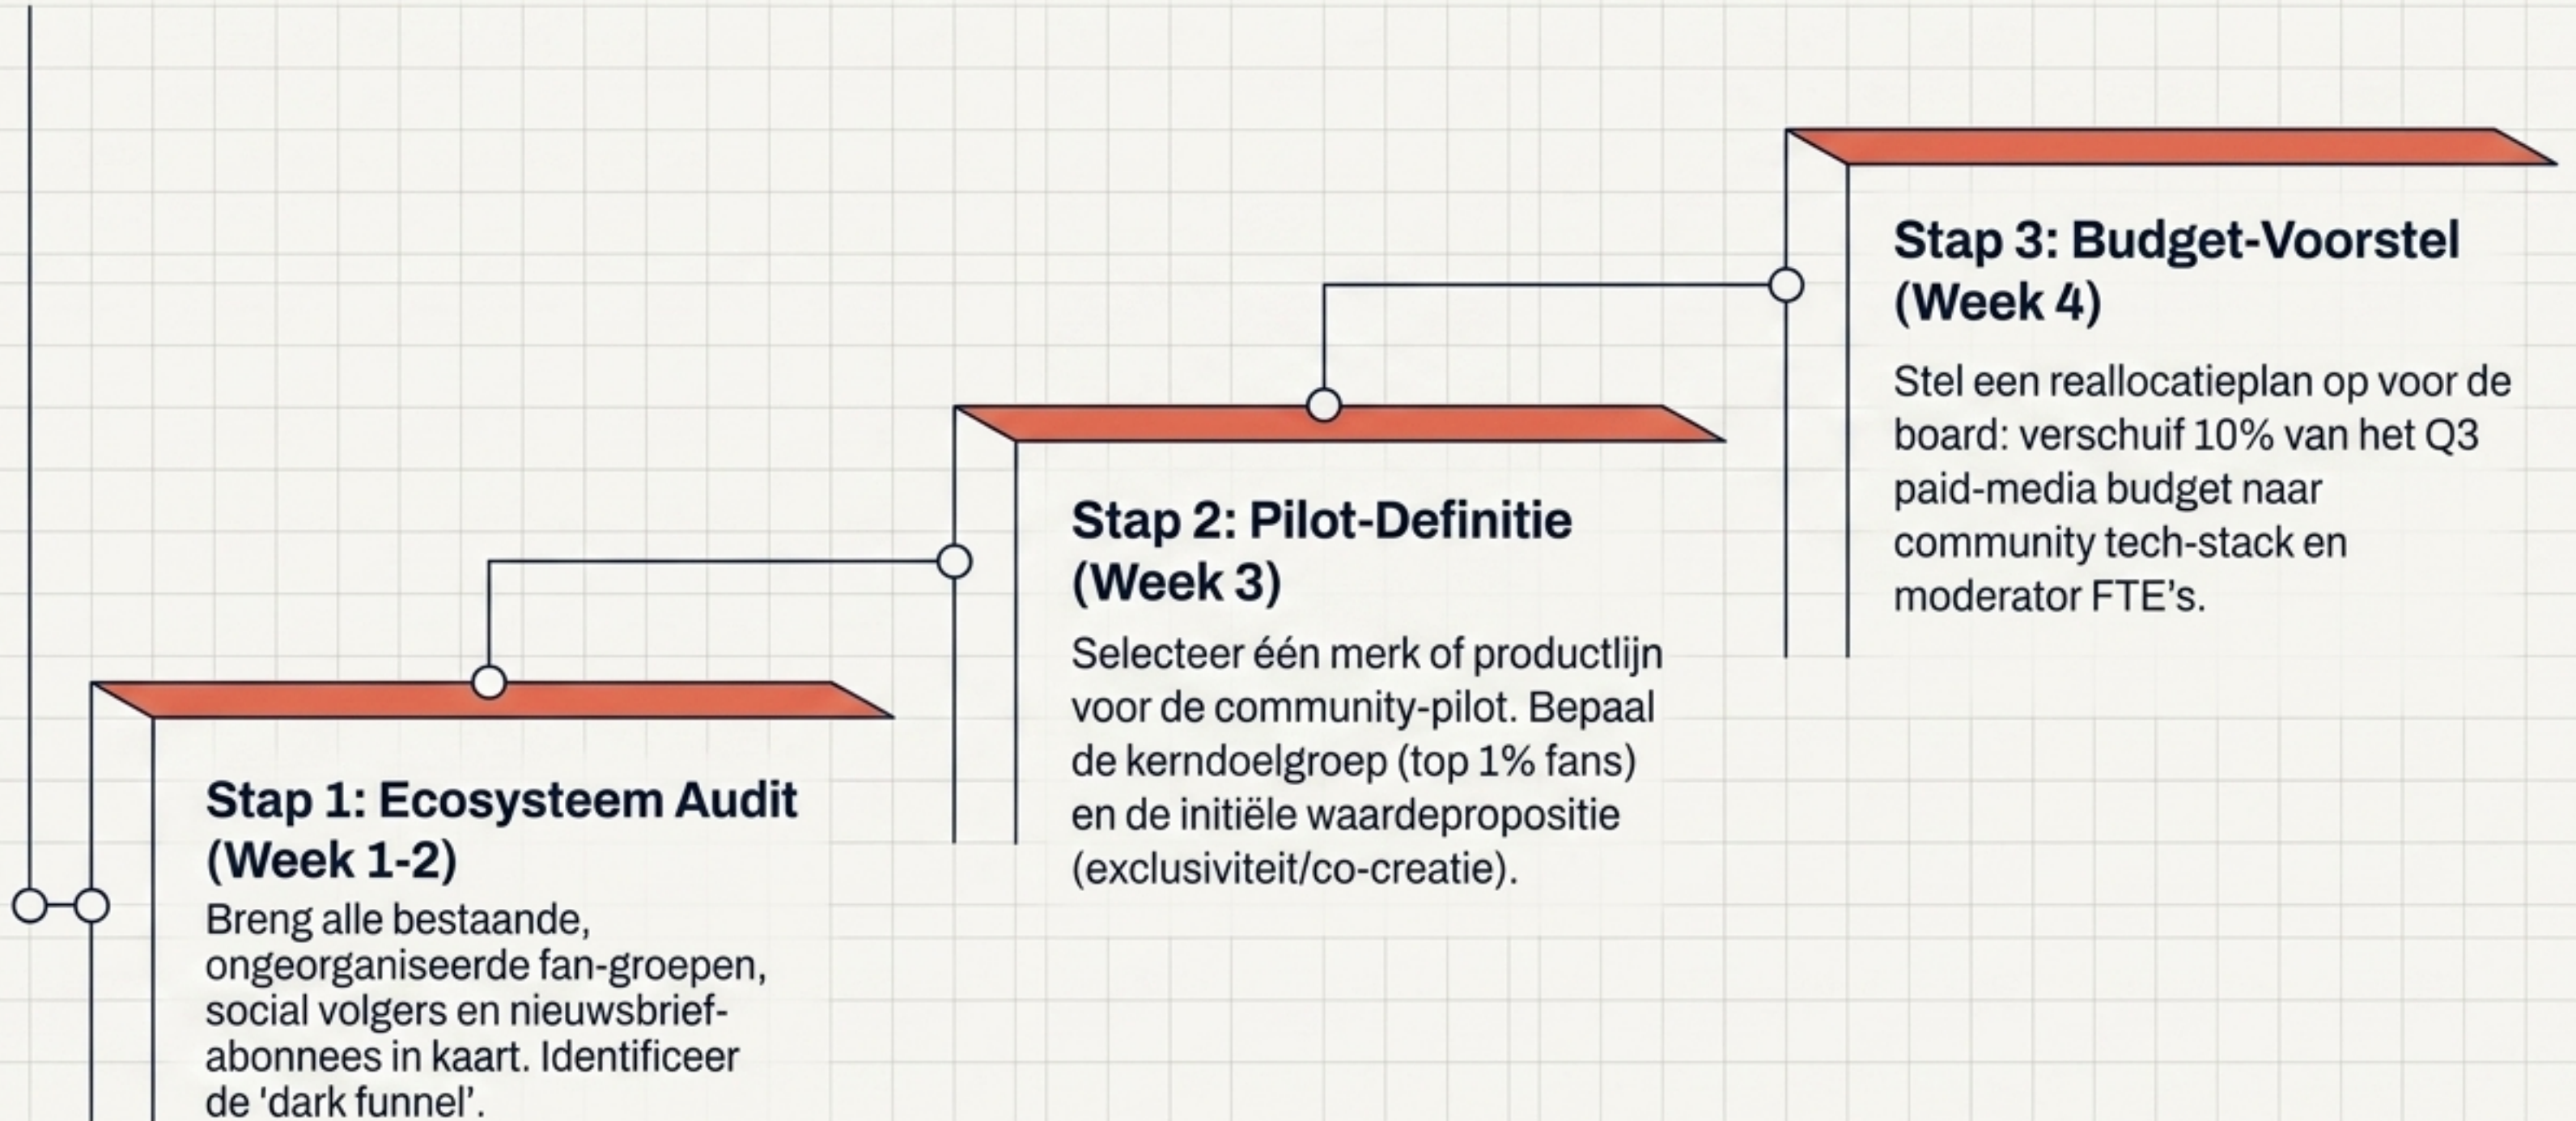 Stap 1: Ecosysteem Audit
(Week 1-2)
Breng alle bestaande,
ongeorganiseerde fan-groepen,
social volgers en nieuwsbrief-
abonnees in kaart. Identificeer
de ‘dark funnel’.
Stap 2: Pilot-Definitie
(Week 3)
Selecteer één merk of productlijn
voor de community-pilot. Bepaal
de kerndoelgroep (top 1% fans)
en de initiële waardepropositie
(exclusiviteit/co-creatie).
Stap 3: Budget-Voorstel
(Week 4)
Stel een reallocatieplan op voor de
board: verschuif 10% van het Q3
paid-media budget naar
community tech-stack en
moderator FTE’s.